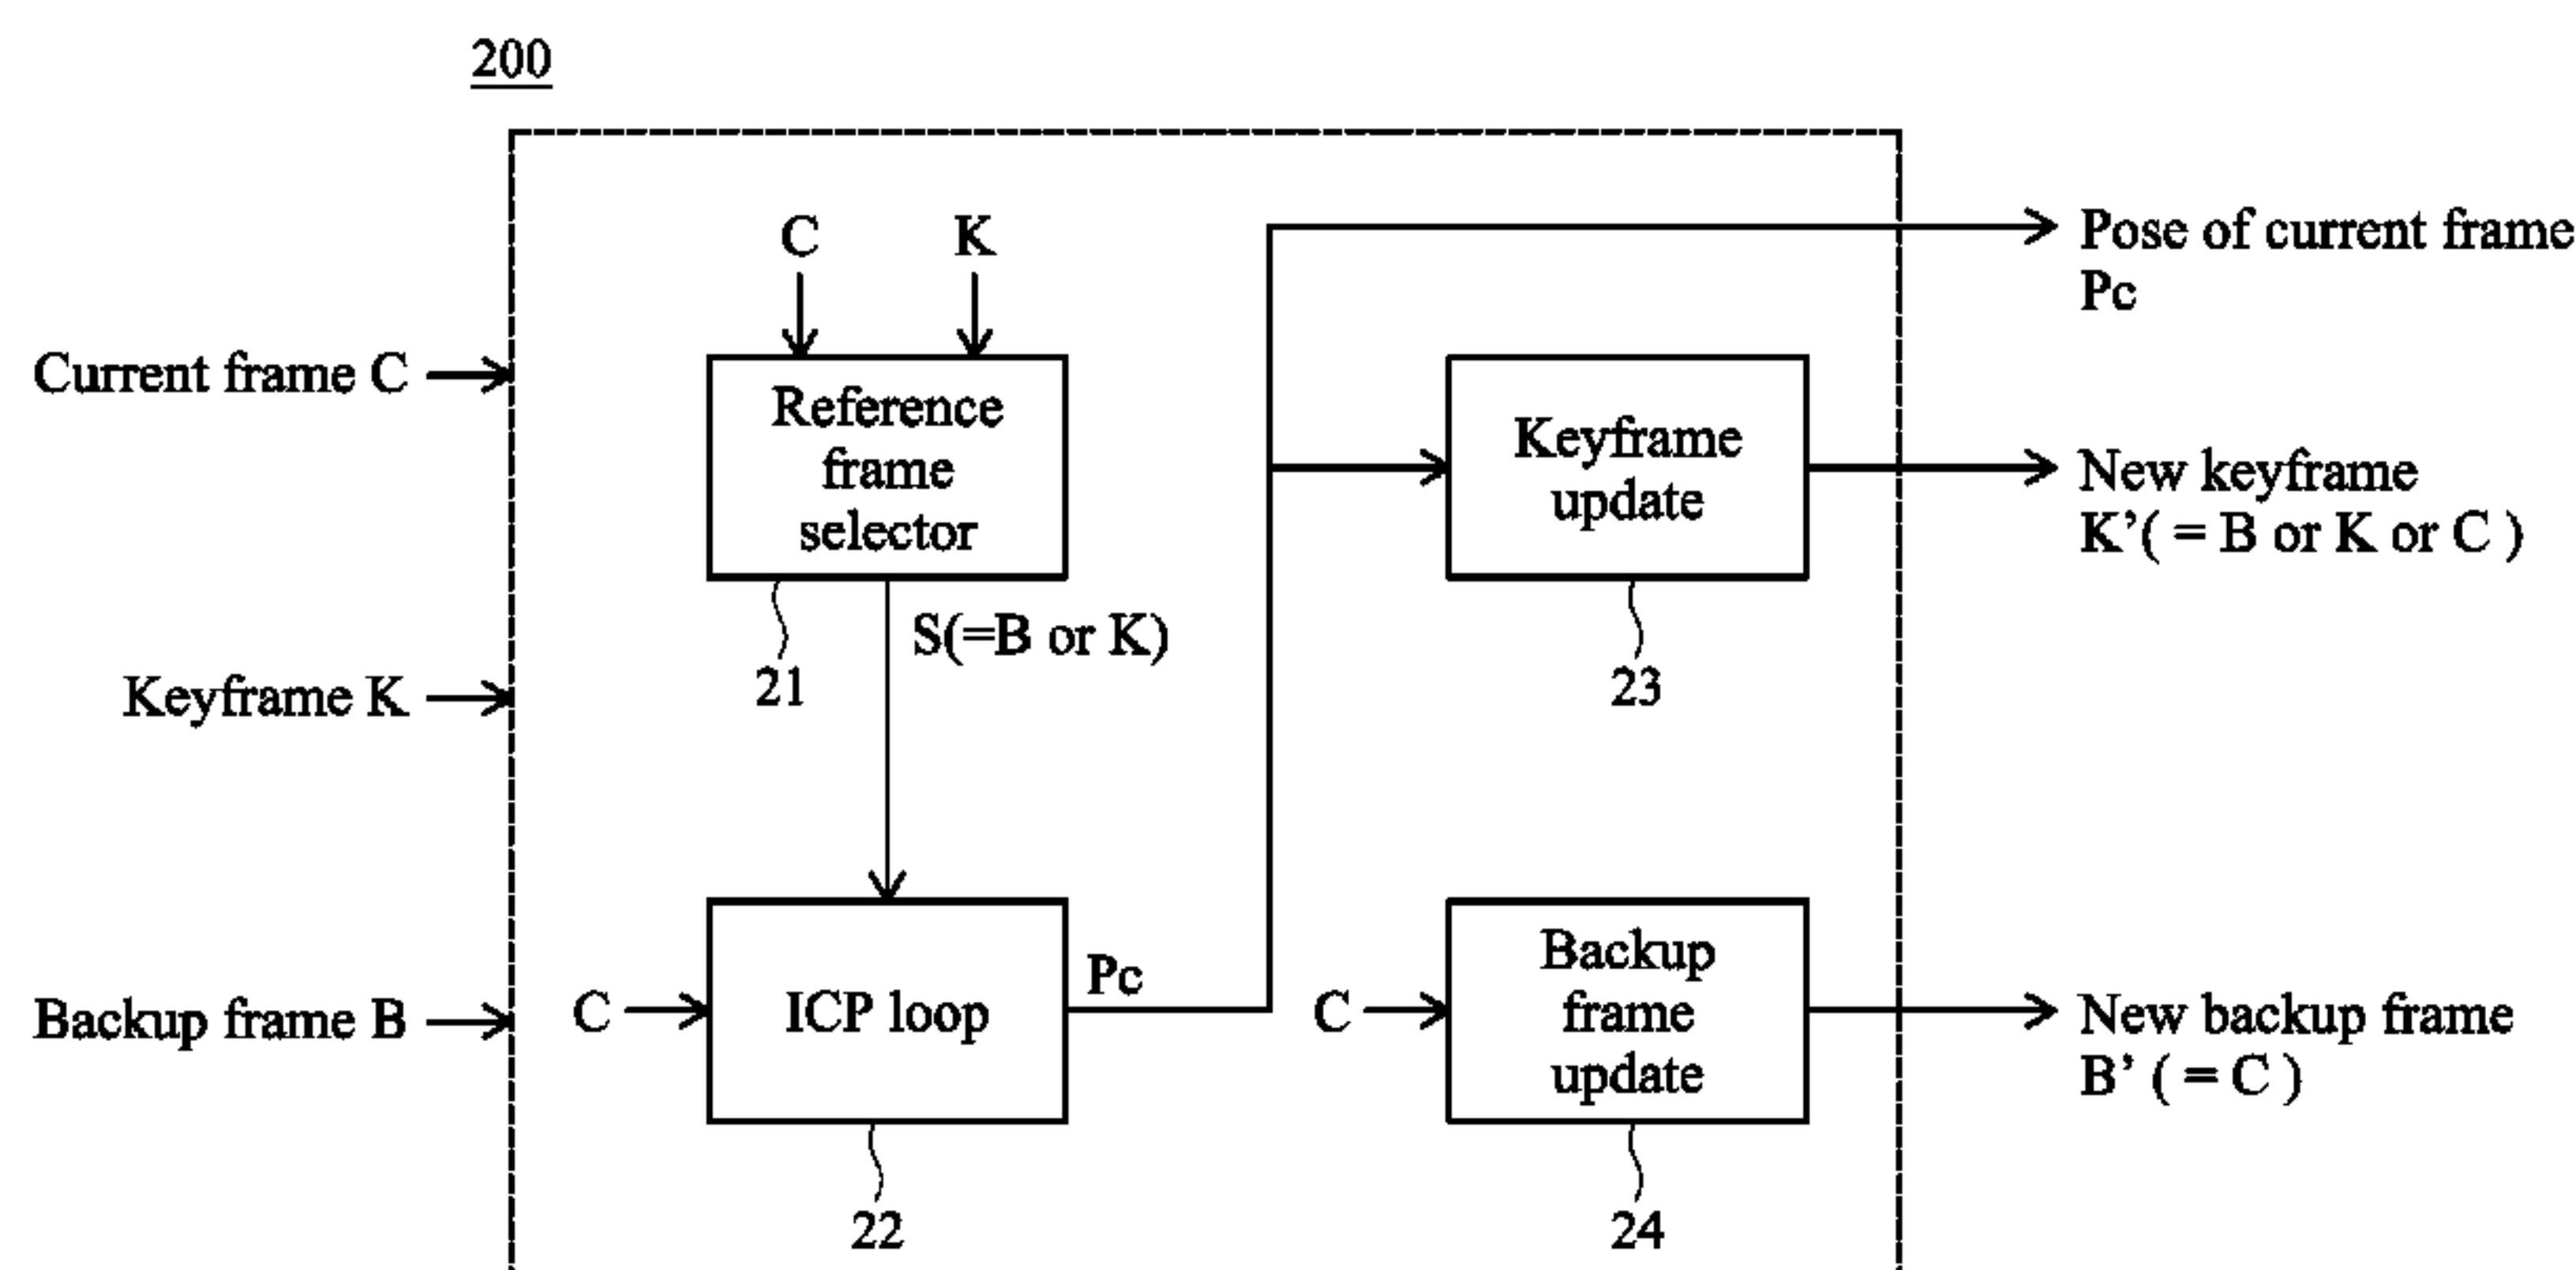 200
C
K
Pose of current frame
Pc
Current frame C
Reference
frame
selector
Keyframe
update
New keyframe
K’( = B or K or C )
S(=B or K)
21
23
Keyframe K
Backup frame B
C
ICP loop
Pc
C
Backup
frame
update
New backup frame
B’ ( = C )
22
24